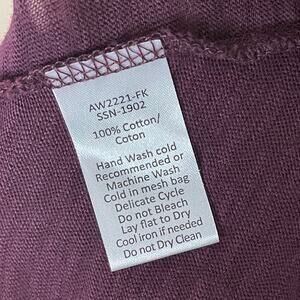 AW2221-FK
SSN-1902
100% Cotton/
Coton
Hand Wash cold
Recommended or
Machine Wash
Cold in mesh bag
Delicate Cycle
Do not Bleach
Lay flat to Dry
Cool iron if needed
Do not Dry Clean